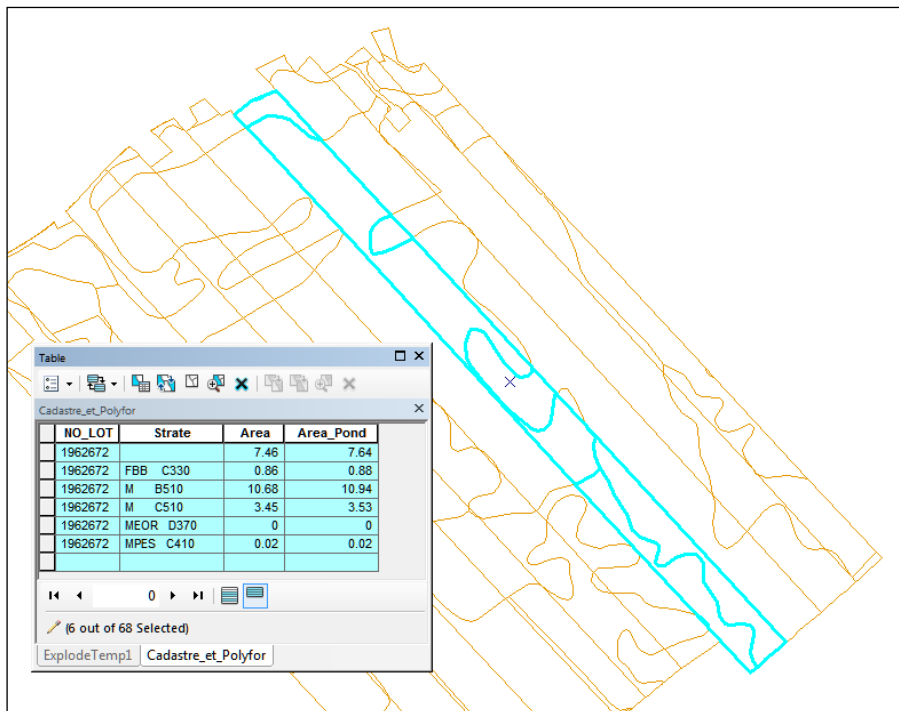 Table
Cadastre_et_Polyfor
NO_LOT Strate Area Area_Pond
1962672 7.46 7.64
1962672 FBB C330 0.86 0.88
1962672 M B510 10.68 10.94
1962672 M C510 3.45 3.53
1962672 MEOR D370 0 0
1962672 MPES C410 0.02 0.02
0
(6 out of 68 Selected)
ExplodeTemp1 Cadastre_et_Polyfor